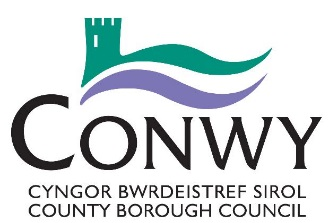 CONWY
CYNGOR BWRDEISTREF SIROL
COUNTY BOROUGH COUNCIL